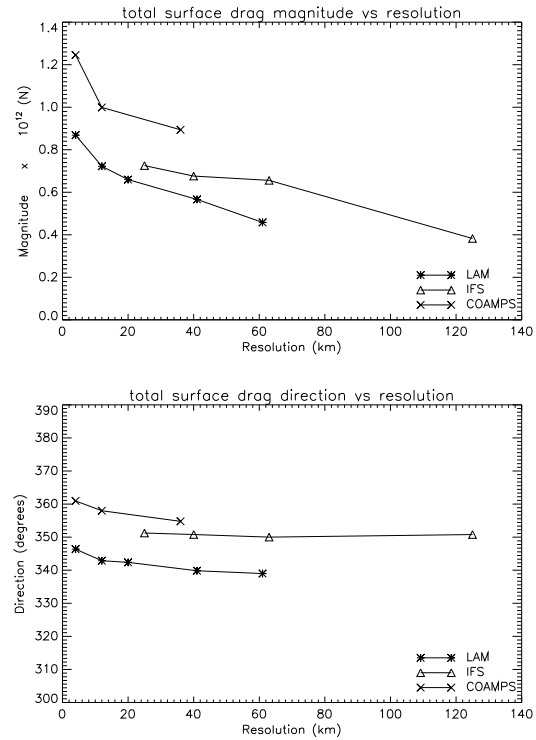 total surface drag magnitude vs resolution
1.4
1.2
1.0
0.8
0.6
0.4
0.2
0.0
Magnitude x 10^12 (N)
LAM
IFS
COAMPS
0 20 40 60 80 100 120 140
Resolution (km)
total surface drag direction vs resolution
390
380
370
360
350
340
330
320
310
300
Direction (degrees)
LAM
IFS
COAMPS
0 20 40 60 80 100 120 140
Resolution (km)